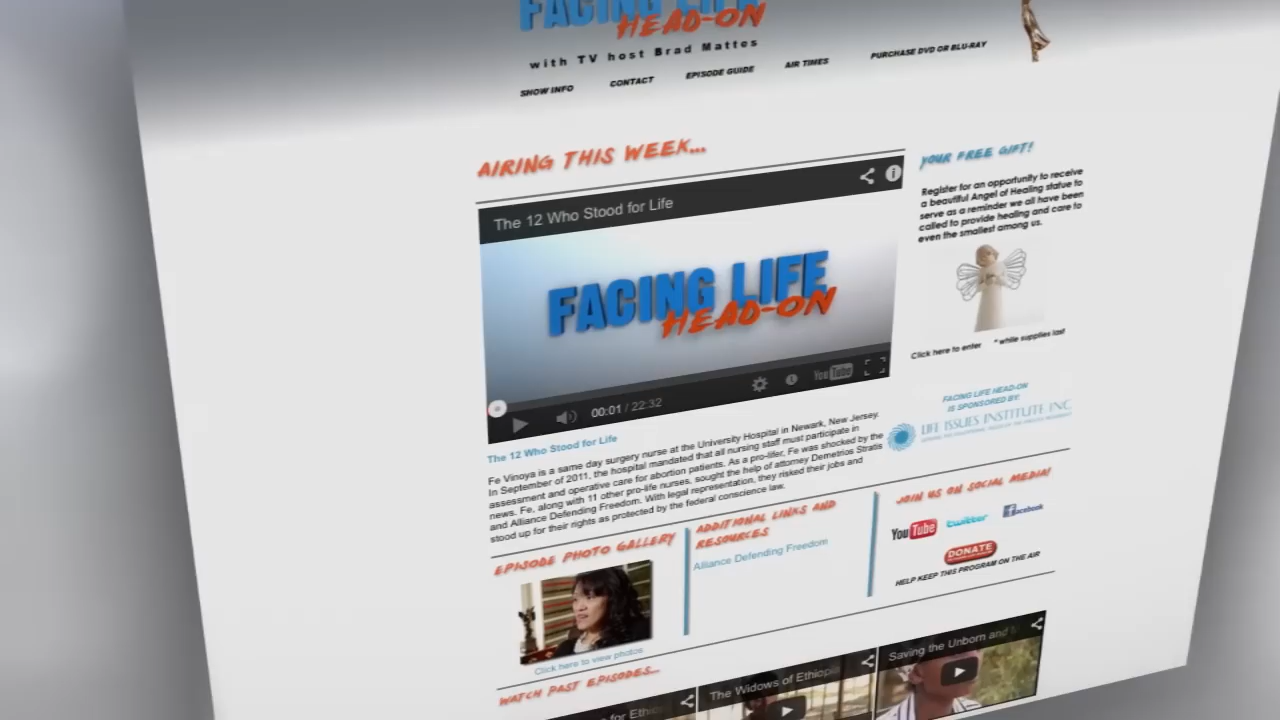 FACING LIFE
HEAD-ON
with TV host Brad Mattes
SHOW INFO
CONTACT
EPISODE GUIDE
AIR TIMES
PURCHASE DVD OR BLU-RAY
AIRING THIS WEEK...
The 12 Who Stood for Life
FACING LIFE
HEAD-ON
00:01 / 22:32
YouTube
The 12 Who Stood for Life
Fe Vinoya is a same day surgery nurse at the University Hospital in Newark, New Jersey.
In September of 2011, the hospital mandated that all nursing staff must participate in
assessment and operative care for abortion patients. As a pro-lifer, Fe was shocked by the
news. Fe, along with 11 other pro-life nurses, sought the help of attorney Demetrios Stratis
and Alliance Defending Freedom. With legal representation, they risked their jobs and
stood up for their rights as protected by the federal conscience law.
YOUR FREE GIFT!
Register for an opportunity to receive
a beautiful Angel of Healing statue to
serve as a reminder we all have been
called to provide healing and care to
even the smallest among us.
Click here to enter
*while supplies last
FACING LIFE HEAD-ON
IS SPONSORED BY:
LIFE ISSUES INSTITUTE INC
EPISODE PHOTO GALLERY
Click here to view photos
ADDITIONAL LINKS AND
RESOURCES
Alliance Defending Freedom
JOIN US ON SOCIAL MEDIA!
YouTube
twitter
facebook
DONATE
HELP KEEP THIS PROGRAM ON THE AIR
WATCH PAST EPISODES...
for Ethio
The Widows of Ethiopi
Saving the Unborn and M